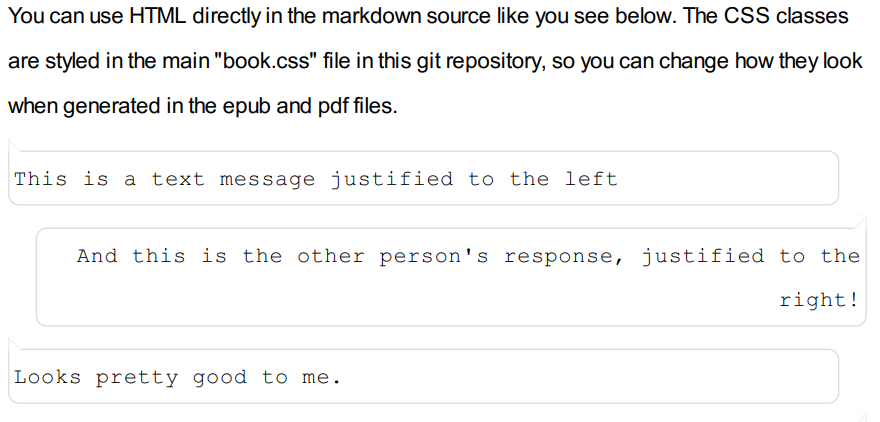 You can use HTML directly in the markdown source like you see below. The CSS classes
are styled in the main "book.css" file in this git repository, so you can change how they look
when generated in the epub and pdf files.
This is a text message justified to the left
And this is the other person's response, justified to the
right!
Looks pretty good to me.